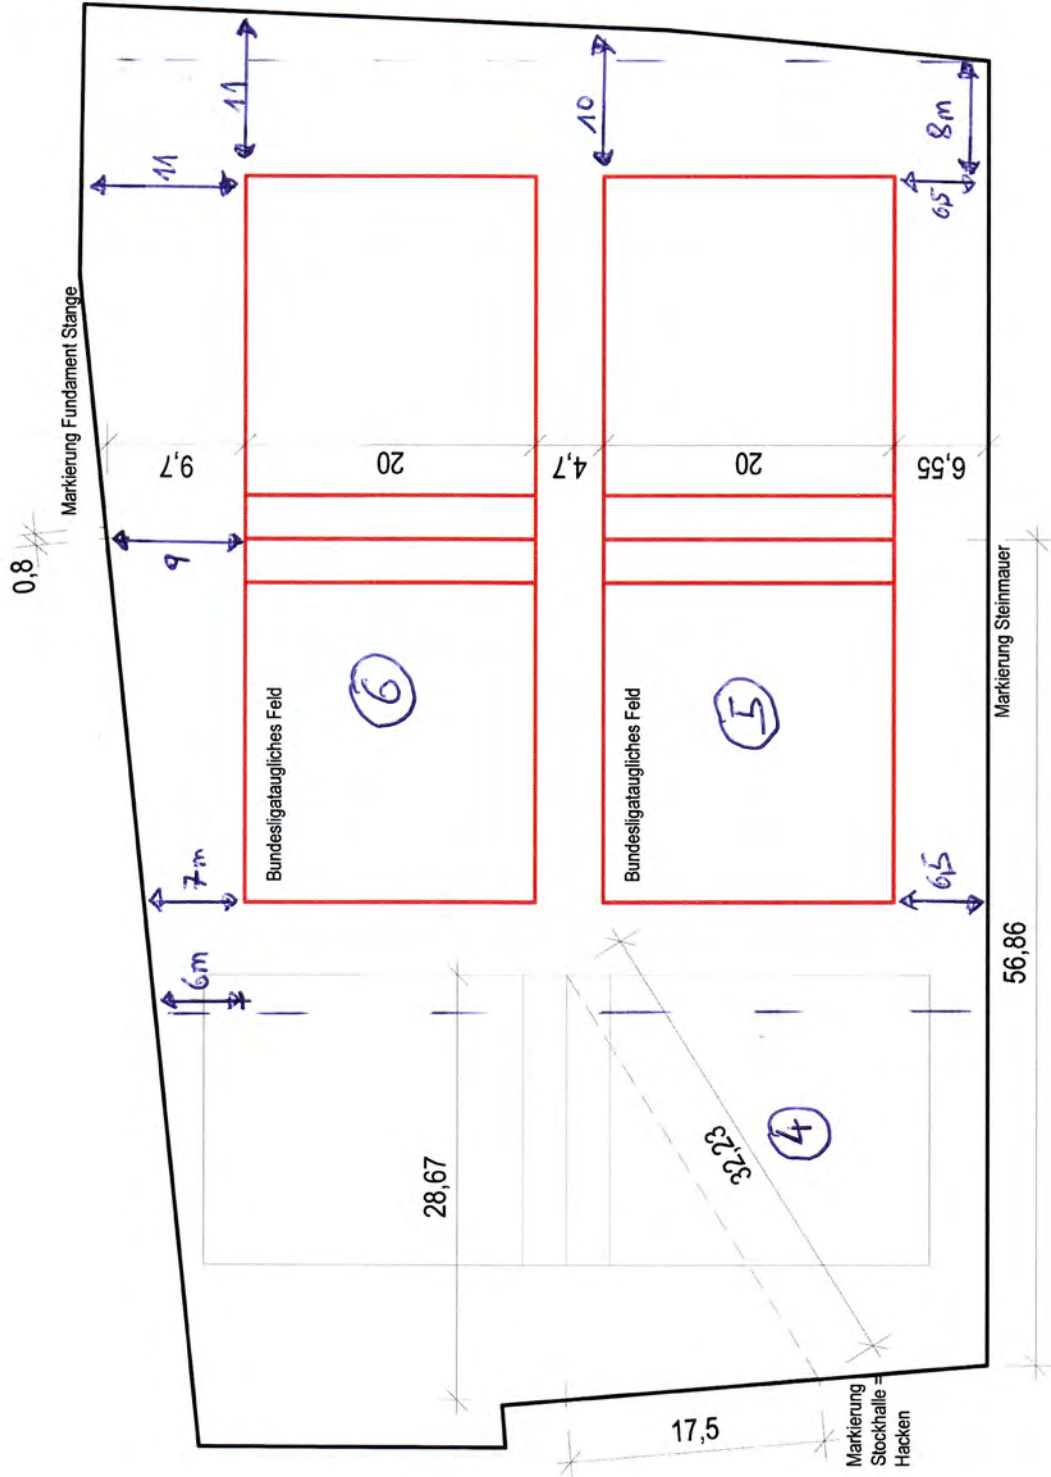 0,8
Markierung Fundament Stange
11
11
10
8m
6,5
9,7
20
4,7
20
6,55
9
Bundesligataugliches Feld
6
Bundesligataugliches Feld
5
Markierung Steinmauer
7m
6,5
6m
56,86
28,67
32,23
4
17,5
Markierung
Stockhalle =
Hacken